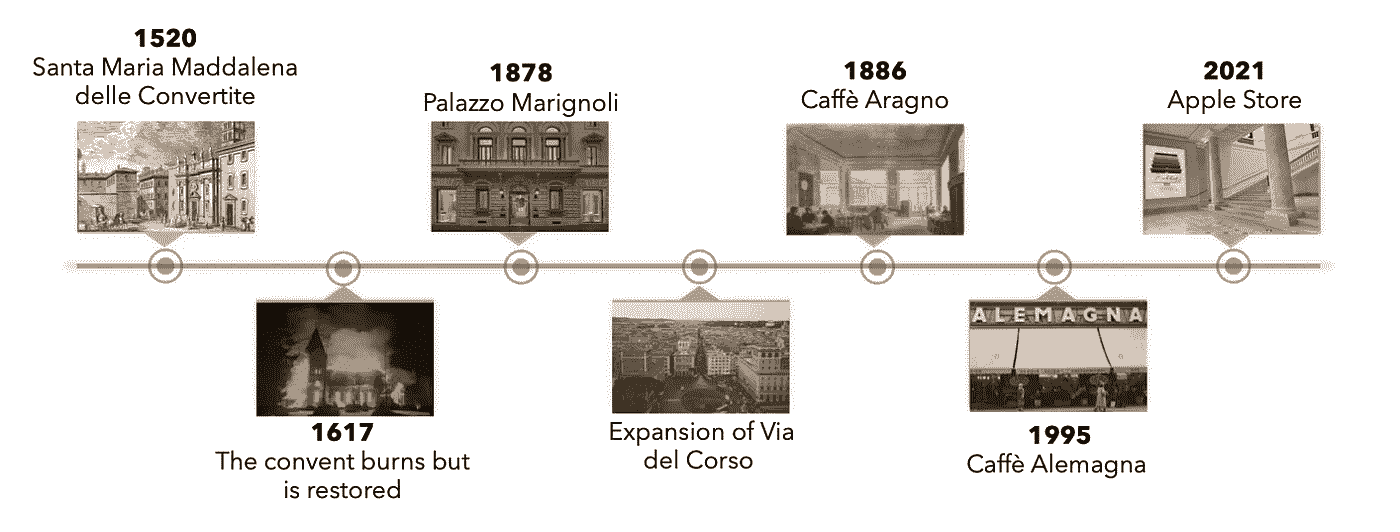 1520
Santa Maria Maddalena
delle Convertite
1617
The convent burns but
is restored
1878
Palazzo Marignoli
Expansion of Via
del Corso
1886
Caffè Aragno
ALEMAGNA
1995
Caffè Alemagna
2021
Apple Store